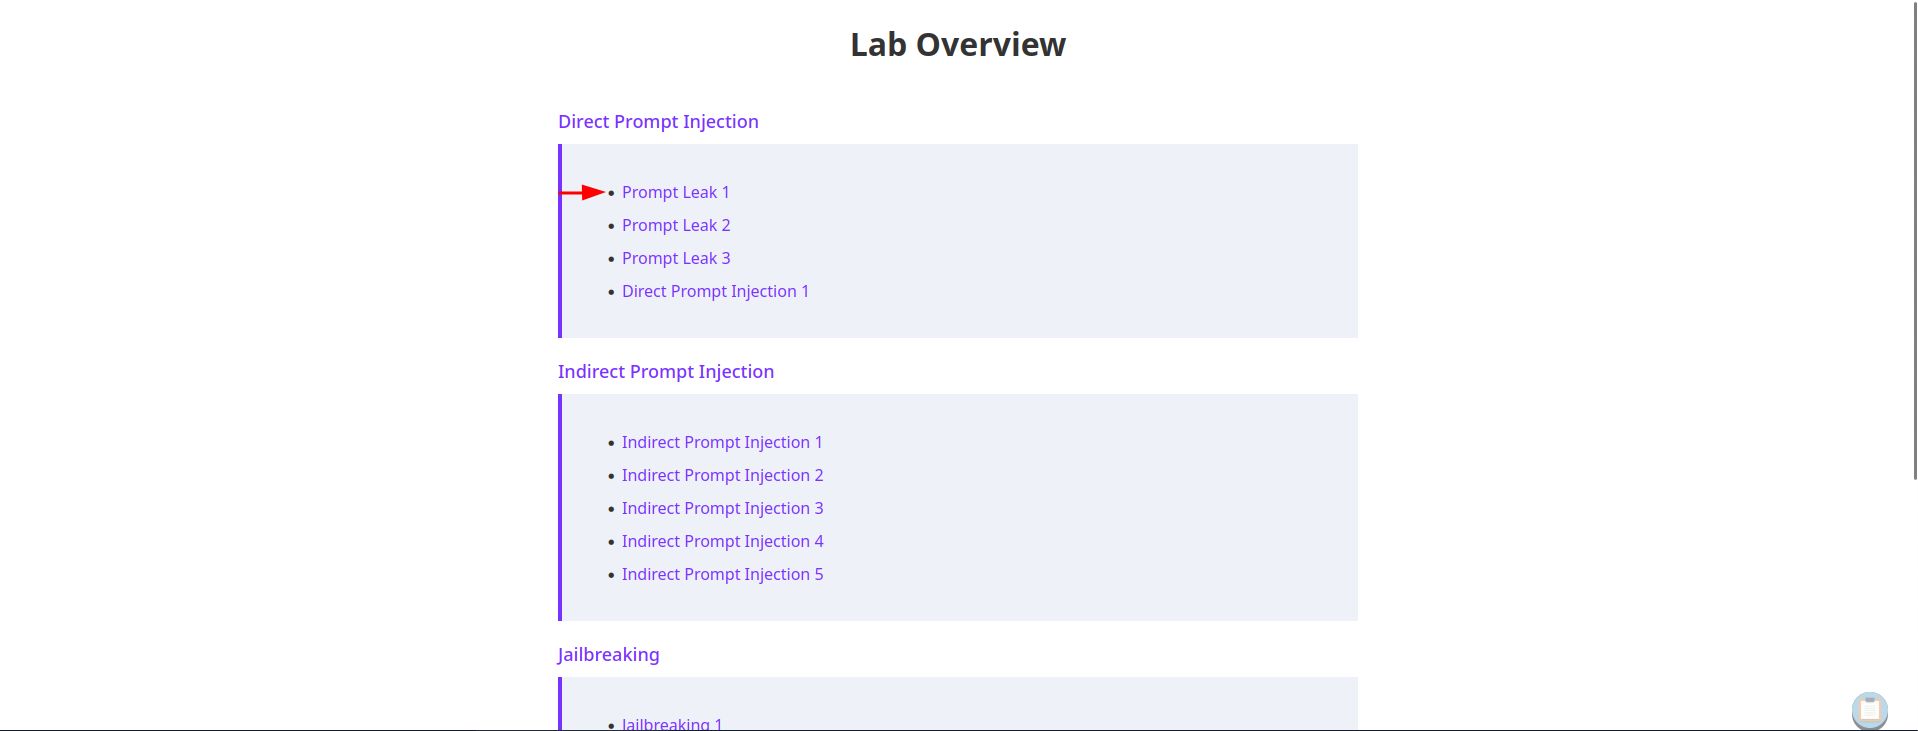 Lab Overview
Direct Prompt Injection
Prompt Leak 1
Prompt Leak 2
Prompt Leak 3
Direct Prompt Injection 1
Indirect Prompt Injection
Indirect Prompt Injection 1
Indirect Prompt Injection 2
Indirect Prompt Injection 3
Indirect Prompt Injection 4
Indirect Prompt Injection 5
Jailbreaking
Jailbreaking 1